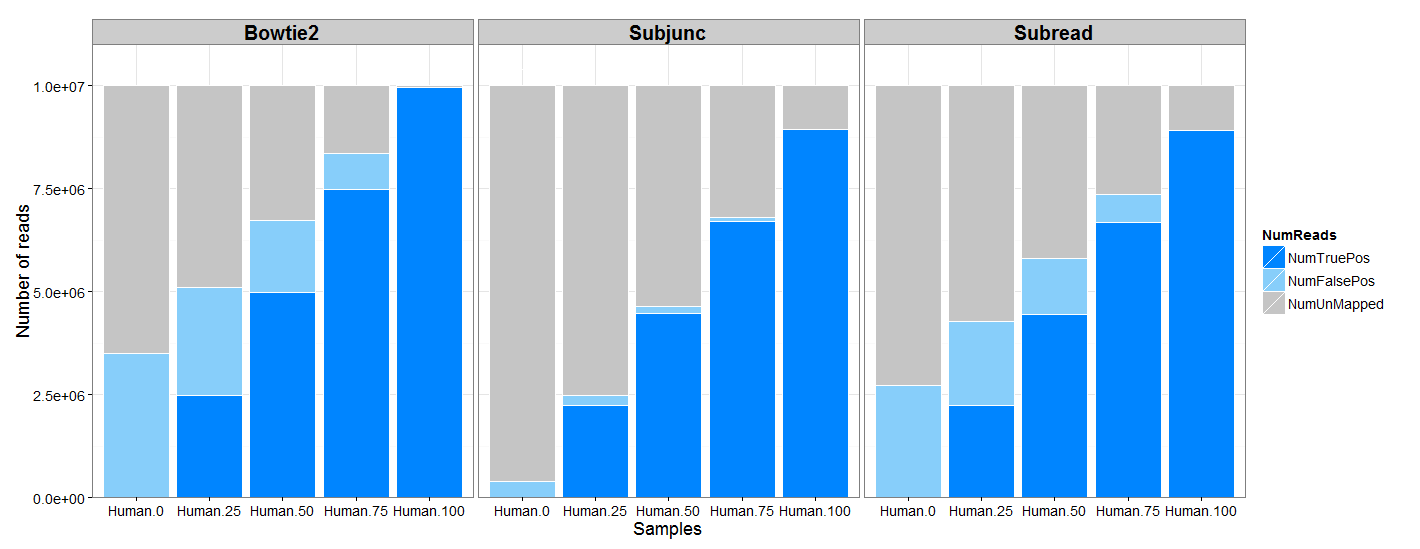 Bowtie2
Subjunc
Subread
Number of reads
1.0e+07
7.5e+06
5.0e+06
2.5e+06
0.0e+00
Human.0 Human.25 Human.50 Human.75 Human.100
Human.0 Human.25 Human.50 Human.75 Human.100
Human.0 Human.25 Human.50 Human.75 Human.100
Samples
NumReads
NumTruePos
NumFalsePos
NumUnMapped